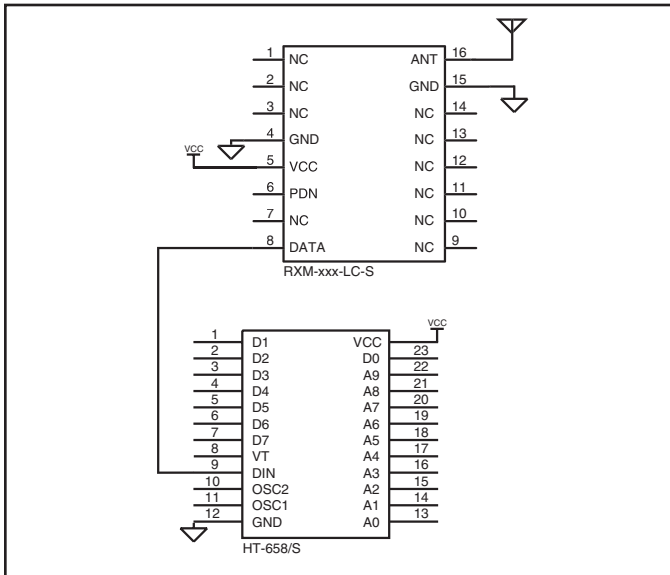 1 NC ANT 16
2 NC GND 15
3 NC NC 14
4 GND NC 13
VCC 5 VCC NC 12
6 PDN NC 11
7 NC NC 10
8 DATA NC 9
RXM-xxx-LC-S
VCC
1 D1 VCC
2 D2 D0 23
3 D3 A9 22
4 D4 A8 21
5 D5 A7 20
6 D6 A6 19
7 D7 A5 18
8 VT A4 17
9 DIN A3 16
10 OSC2 A2 15
11 OSC1 A1 14
12 GND A0 13
HT-658/S